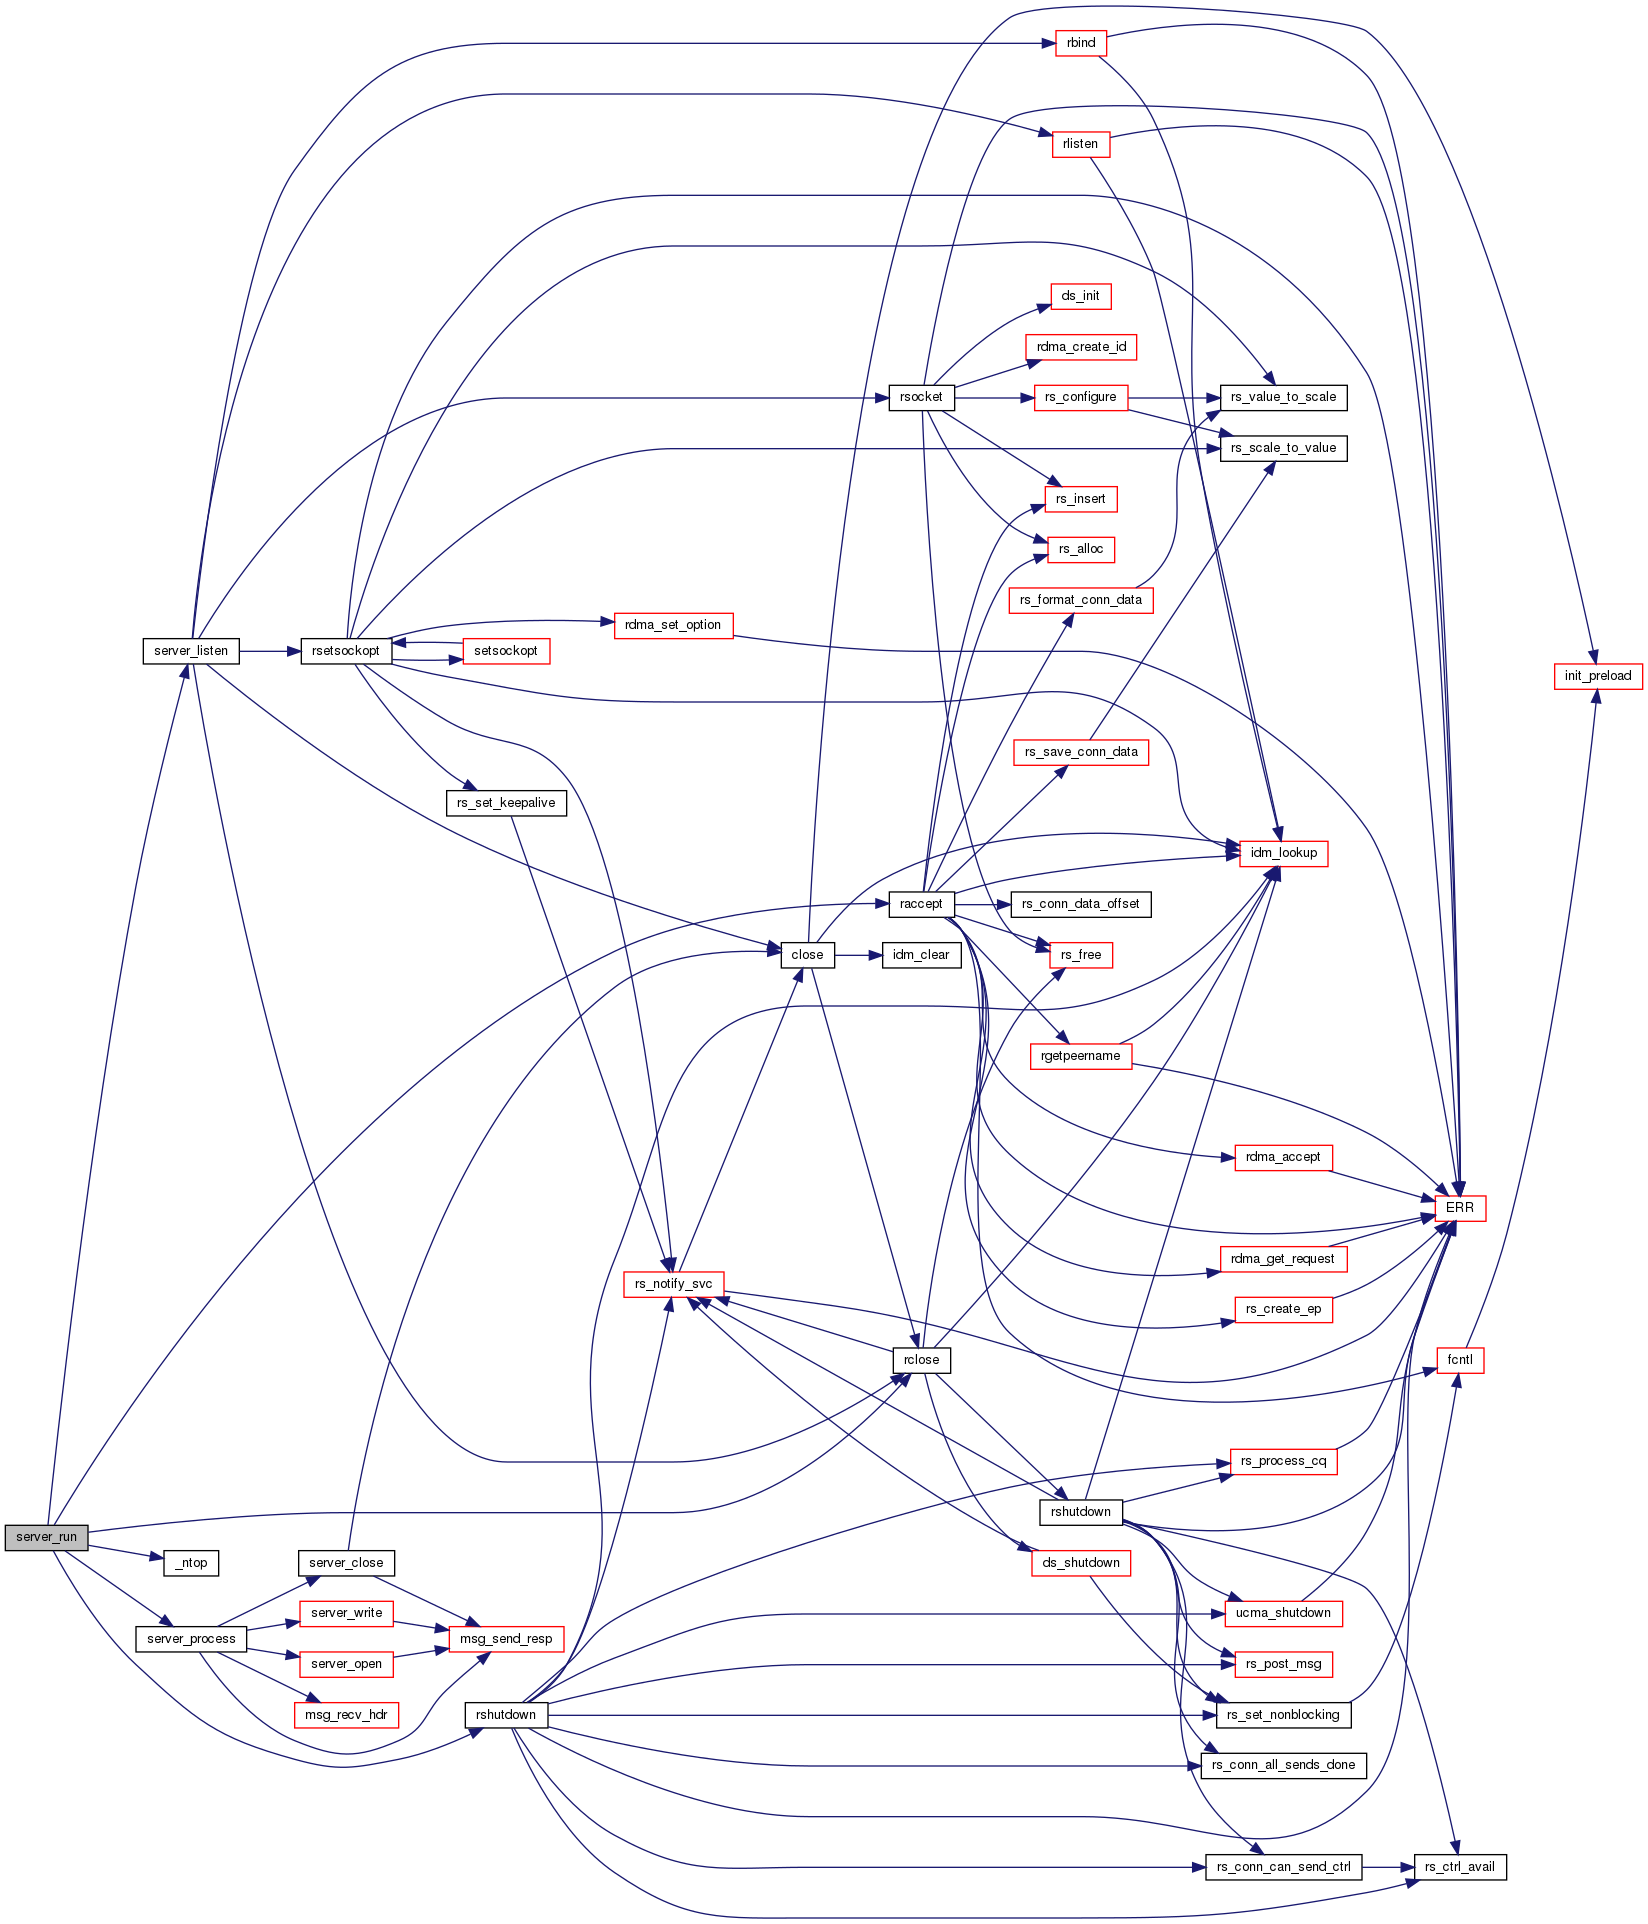 rbind
rlisten
ds_init
rdma_create_id
rsocket
rs_configure
rs_value_to_scale
rs_scale_to_value
rs_insert
rs_alloc
rs_format_conn_data
rdma_set_option
server_listen
rsetsockopt
setsockopt
init_preload
rs_save_conn_data
rs_set_keepalive
idm_lookup
raccept
rs_conn_data_offset
close
idm_clear
rs_free
rgetpeername
rdma_accept
ERR
rdma_get_request
rs_notify_svc
rs_create_ep
rclose
fcntl
rs_process_cq
rshutdown
server_run
_ntop
server_close
ds_shutdown
server_write
ucma_shutdown
server_process
msg_send_resp
server_open
rs_post_msg
msg_recv_hdr
rshutdown
rs_set_nonblocking
rs_conn_all_sends_done
rs_conn_can_send_ctrl
rs_ctrl_avail